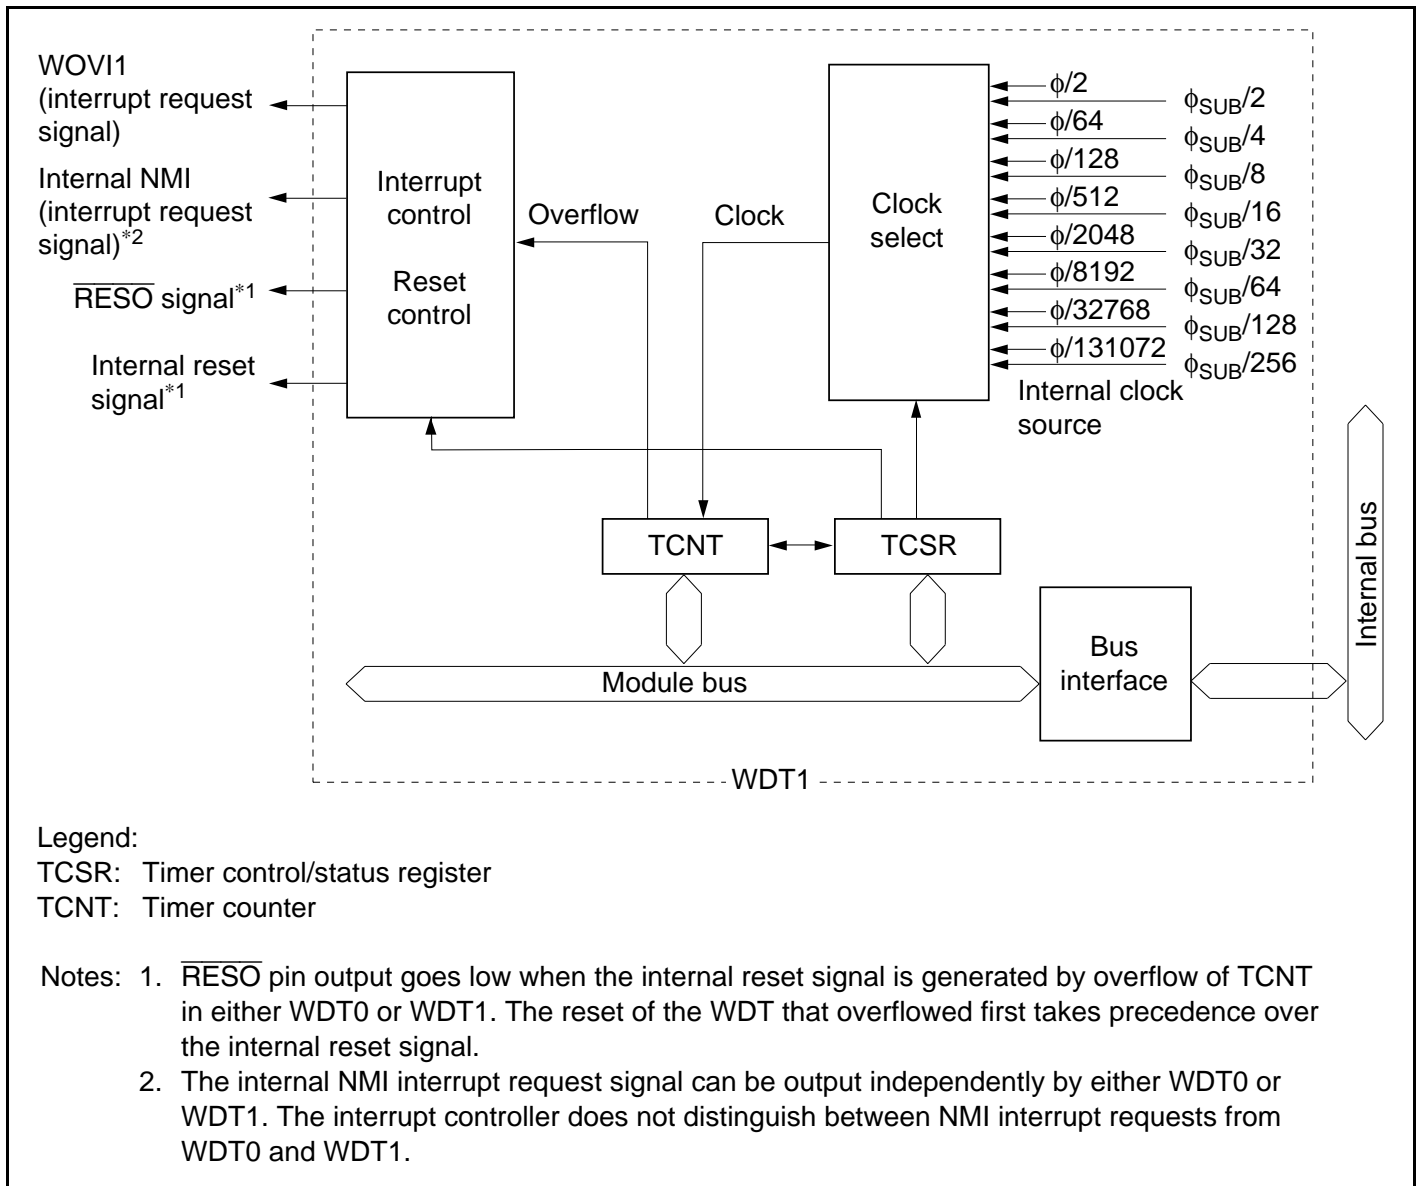 WOVI1
(interrupt request
signal)
Internal NMI
(interrupt request
signal)*2
RESO signal*1
Internal reset
signal*1
Interrupt
control
Reset
control
Overflow
Clock
Clock
select
ϕ/2
ϕSUB/2
ϕ/64
ϕSUB/4
ϕ/128
ϕSUB/8
ϕ/512
ϕSUB/16
ϕ/2048
ϕSUB/32
ϕ/8192
ϕSUB/64
ϕ/32768
ϕSUB/128
ϕ/131072
ϕSUB/256
Internal clock
source
TCNT
TCSR
Module bus
Bus
interface
Internal bus
WDT1
Legend:
TCSR: Timer control/status register
TCNT: Timer counter
Notes: 1. RESO pin output goes low when the internal reset signal is generated by overflow of TCNT
in either WDT0 or WDT1. The reset of the WDT that overflowed first takes precedence over
the internal reset signal.
2. The internal NMI interrupt request signal can be output independently by either WDT0 or
WDT1. The interrupt controller does not distinguish between NMI interrupt requests from
WDT0 and WDT1.